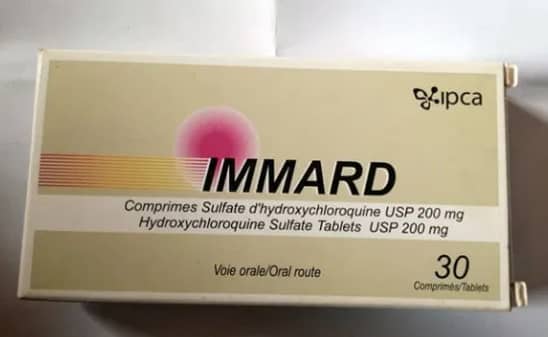 ipca
IMMARD
Comprimes Sulfate d'hydroxychloroquine USP 200 mg
Hydroxychloroquine Sulfate Tablets USP 200 mg
Voie orale/Oral route
30
Comprimés/Tablets